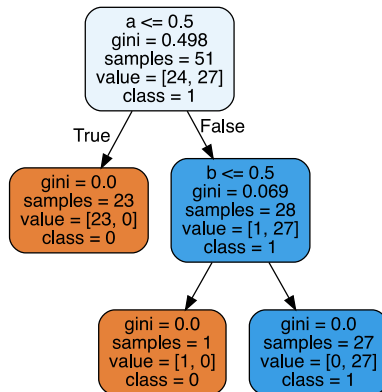 a <= 0.5
gini = 0.498
samples = 51
value = [24, 27]
class = 1
True
False
gini = 0.0
samples = 23
value = [23, 0]
class = 0
b <= 0.5
gini = 0.069
samples = 28
value = [1, 27]
class = 1
gini = 0.0
samples = 1
value = [1, 0]
class = 0
gini = 0.0
samples = 27
value = [0, 27]
class = 1